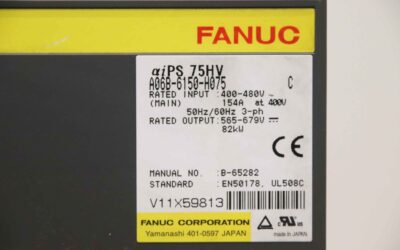 FANUC
αiPS 75HV
A06B-6150-H075 C
RATED INPUT : 400-480V~
(MAIN) 154A at 400V
50Hz/60Hz 3-ph
RATED OUTPUT: 565-679V⎓
82kW
CE
MANUAL NO. : B-65282
STANDARD : EN50178, UL508C
V11X59813
FANUC CORPORATION
Yamanashi 401-0597 JAPAN
made in JAPAN